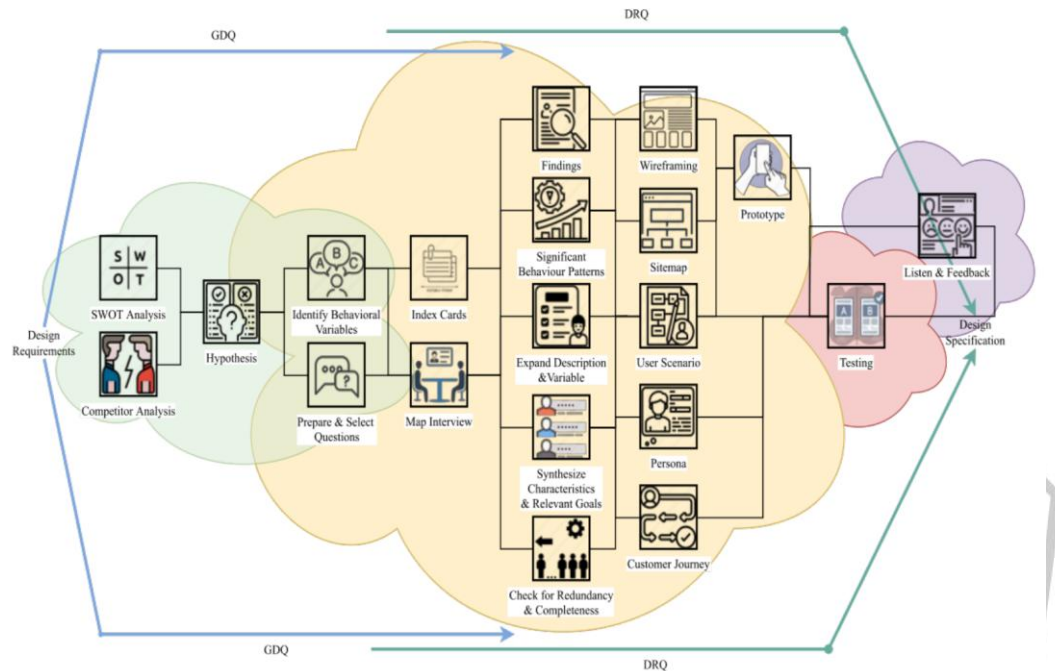 DRQ
GDQ
Findings
Wireframing
Prototype
S W
O T
SWOT Analysis
Hypothesis
A B C
Identify Behavioral
Variables
Index Cards
Significant
Behaviour Patterns
Sitemap
Listen & Feedback
Design
Requirements
Competitor Analysis
?
Prepare & Select
Questions
Map Interview
Expand Description
&Variable
User Scenario
A B
Testing
Design
Specification
Synthesize
Characteristics
& Relevant Goals
Persona
Check for Redundancy
& Completeness
Customer Journey
GDQ
DRQ